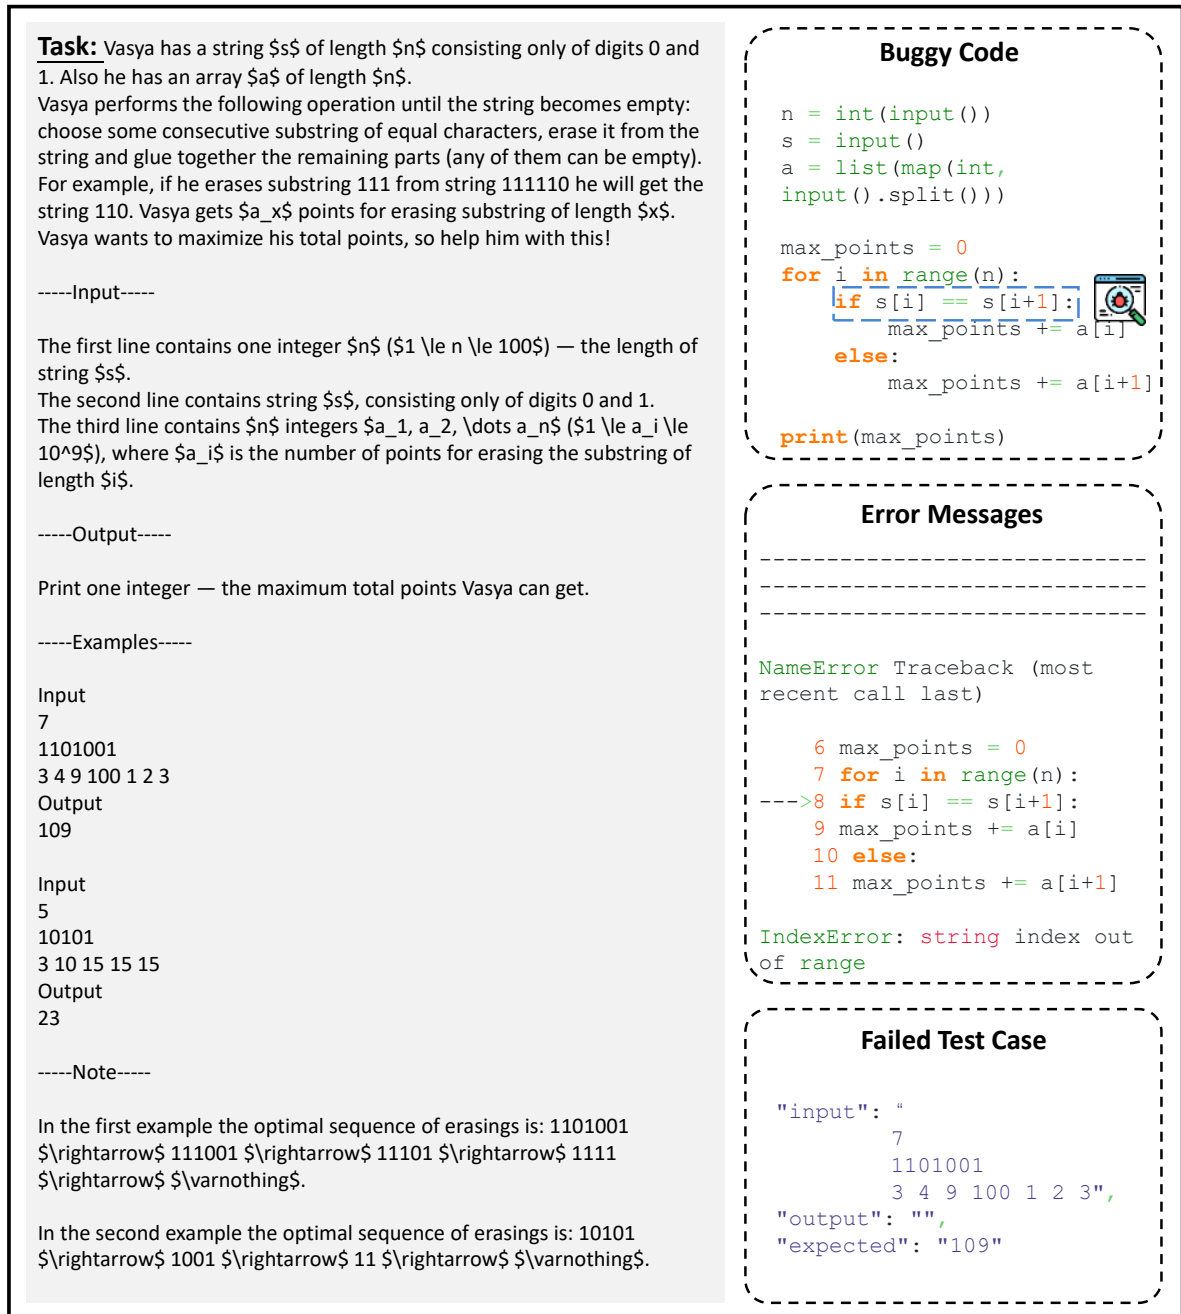 Task: Vasya has a string $s$ of length $n$ consisting only of digits 0 and
1. Also he has an array $a$ of length $n$.
Vasya performs the following operation until the string becomes empty:
choose some consecutive substring of equal characters, erase it from the
string and glue together the remaining parts (any of them can be empty).
For example, if he erases substring 111 from string 111110 he will get the
string 110. Vasya gets $a_x$ points for erasing substring of length $x$.
Vasya wants to maximize his total points, so help him with this!
-----Input-----
The first line contains one integer $n$ ($1 \le n \le 100$) — the length of
string $s$.
The second line contains string $s$, consisting only of digits 0 and 1.
The third line contains $n$ integers $a_1, a_2, \dots a_n$ ($1 \le a_i \le
10^9$), where $a_i$ is the number of points for erasing the substring of
length $i$.
-----Output-----
Print one integer — the maximum total points Vasya can get.
-----Examples-----
Input
7
1101001
3 4 9 100 1 2 3
Output
109
Input
5
10101
3 10 15 15 15
Output
23
-----Note-----
In the first example the optimal sequence of erasings is: 1101001
$\rightarrow$ 111001 $\rightarrow$ 11101 $\rightarrow$ 1111
$\rightarrow$ $\varnothing$.
In the second example the optimal sequence of erasings is: 10101
$\rightarrow$ 1001 $\rightarrow$ 11 $\rightarrow$ $\varnothing$.
Buggy Code
n = int(input())
s = input()
a = list(map(int,
input().split()))
max_points = 0
for i in range(n):
if s[i] == s[i+1]:
max_points += a[i]
else:
max_points += a[i+1]
print(max_points)
Error Messages
------------------------------
------------------------------
------------------------------
NameError Traceback (most
recent call last)
6 max_points = 0
7 for i in range(n):
--->8 if s[i] == s[i+1]:
9 max_points += a[i]
10 else:
11 max_points += a[i+1]
IndexError: string index out
of range
Failed Test Case
"input": “
7
1101001
3 4 9 100 1 2 3",
"output": "",
"expected": "109"